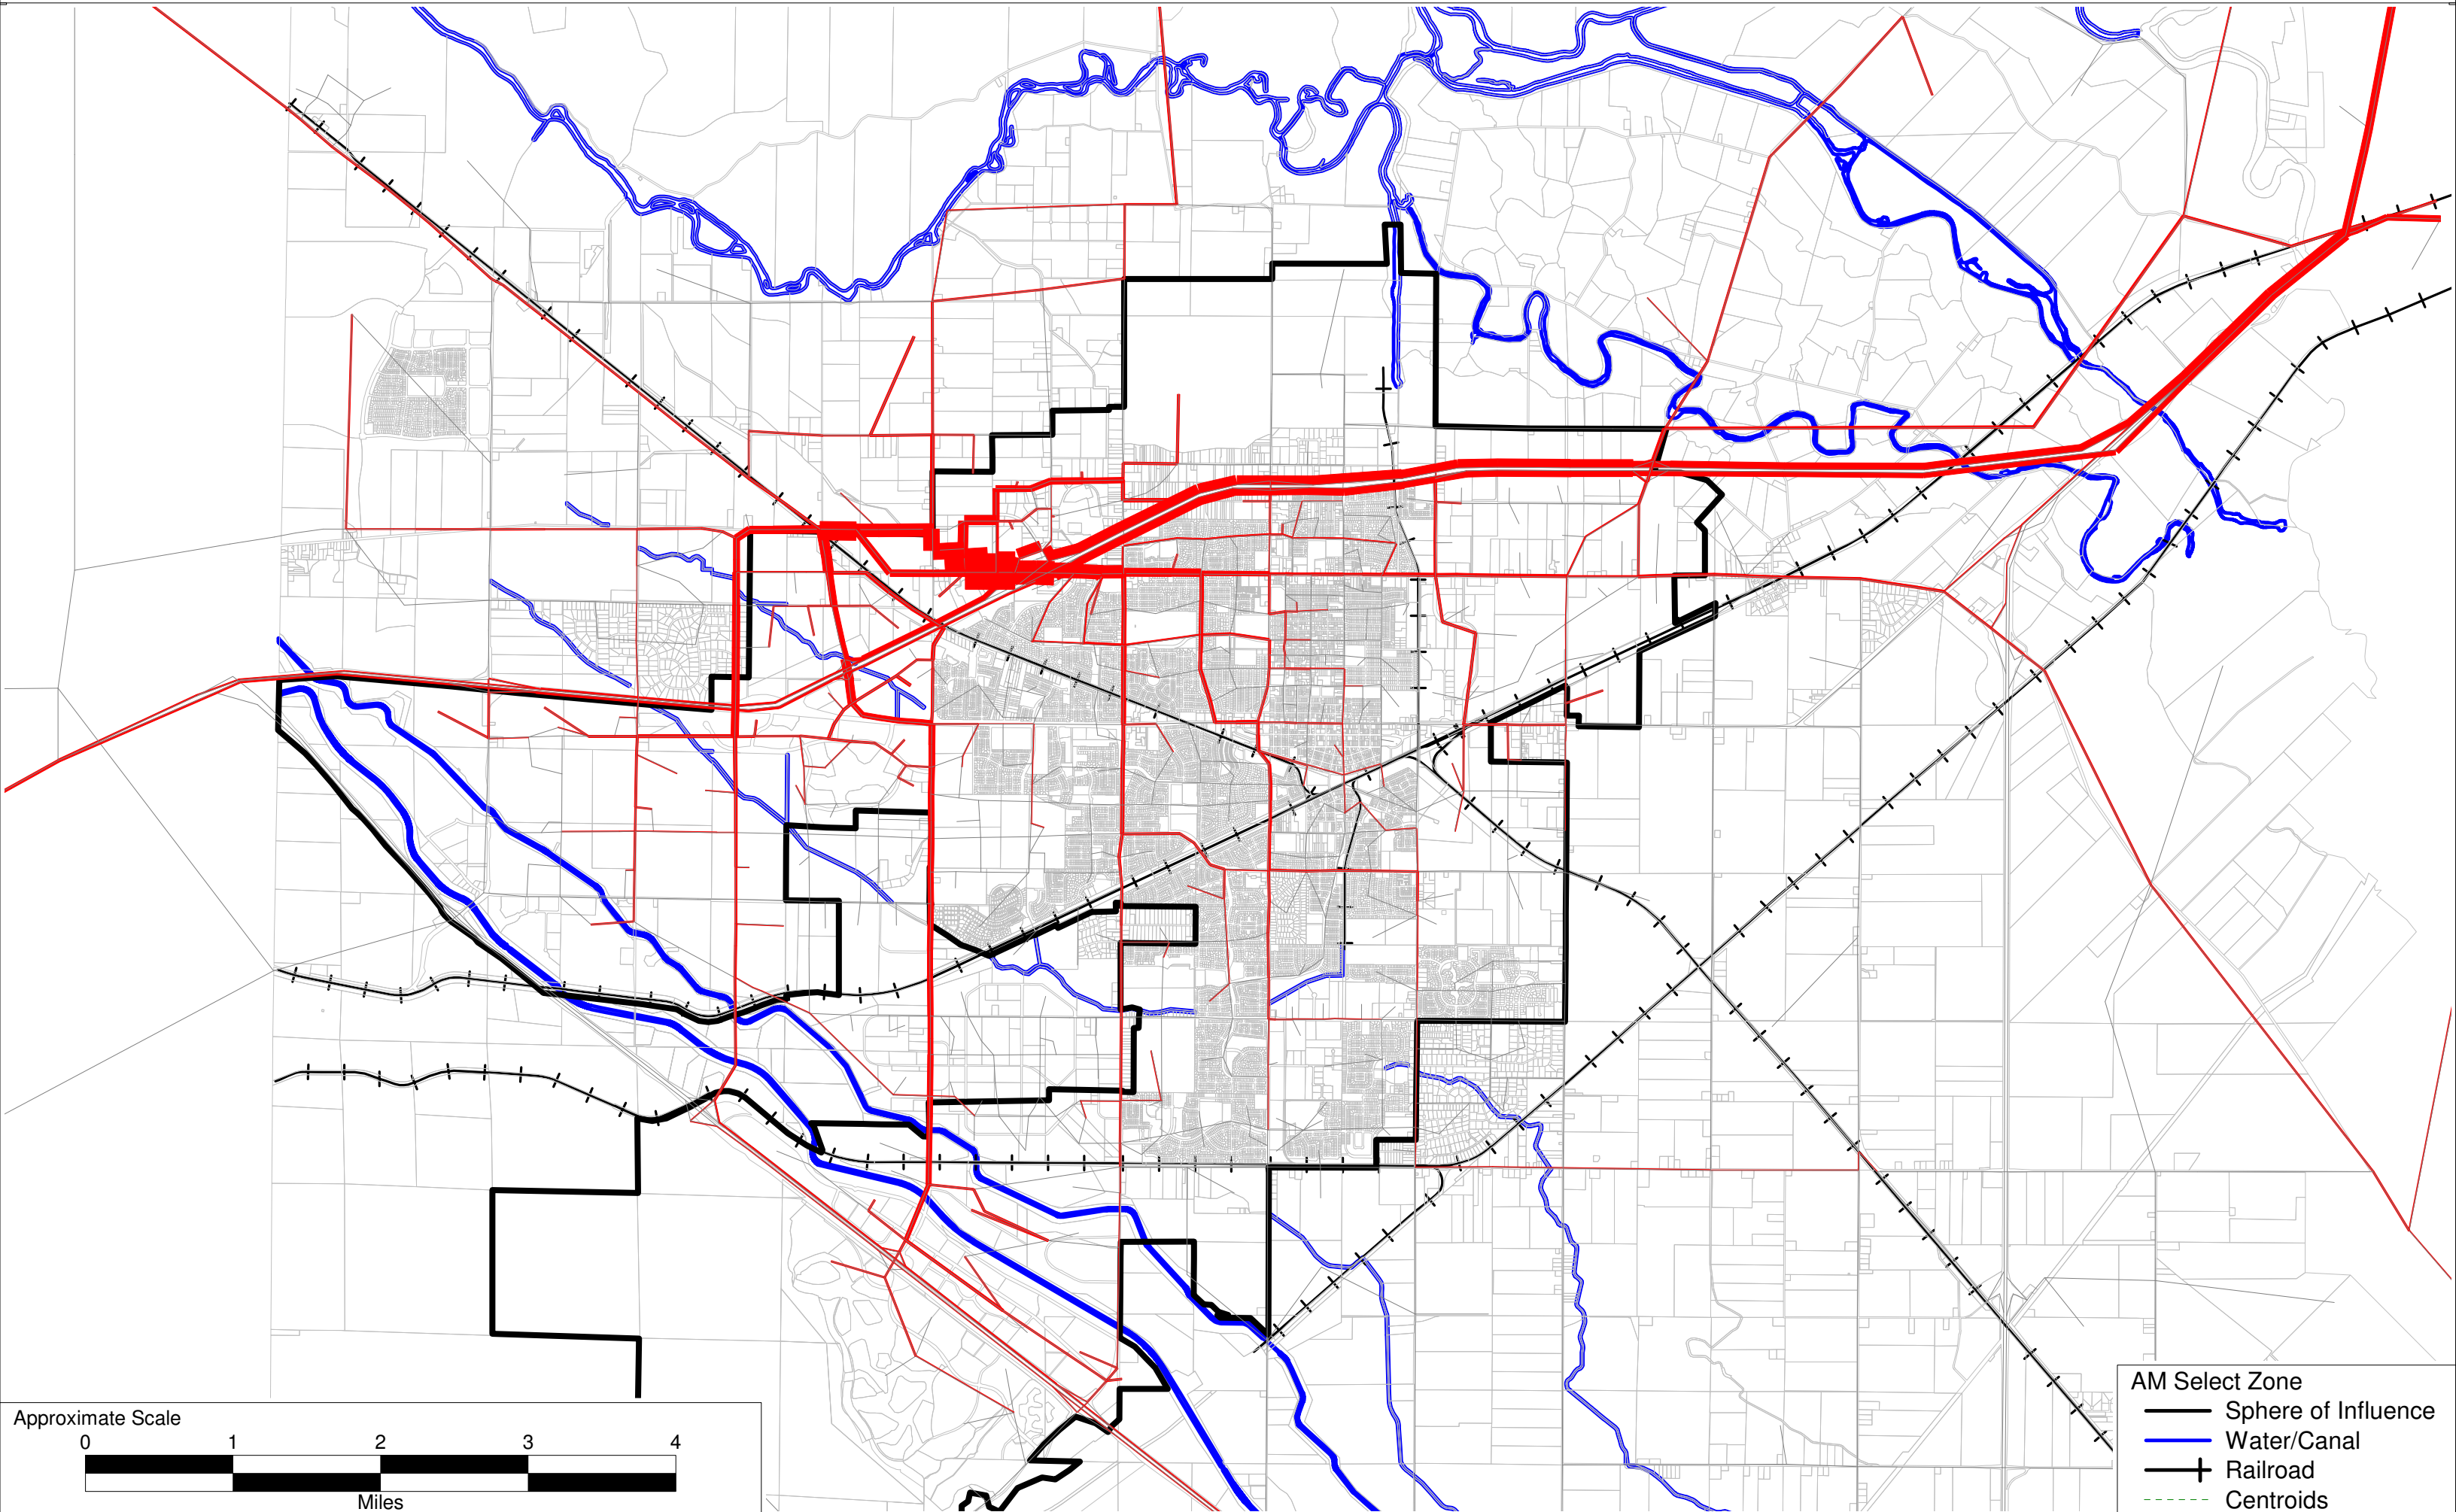 Approximate Scale
0 1 2 3 4
Miles
AM Select Zone
Sphere of Influence
Water/Canal
Railroad
Centroids